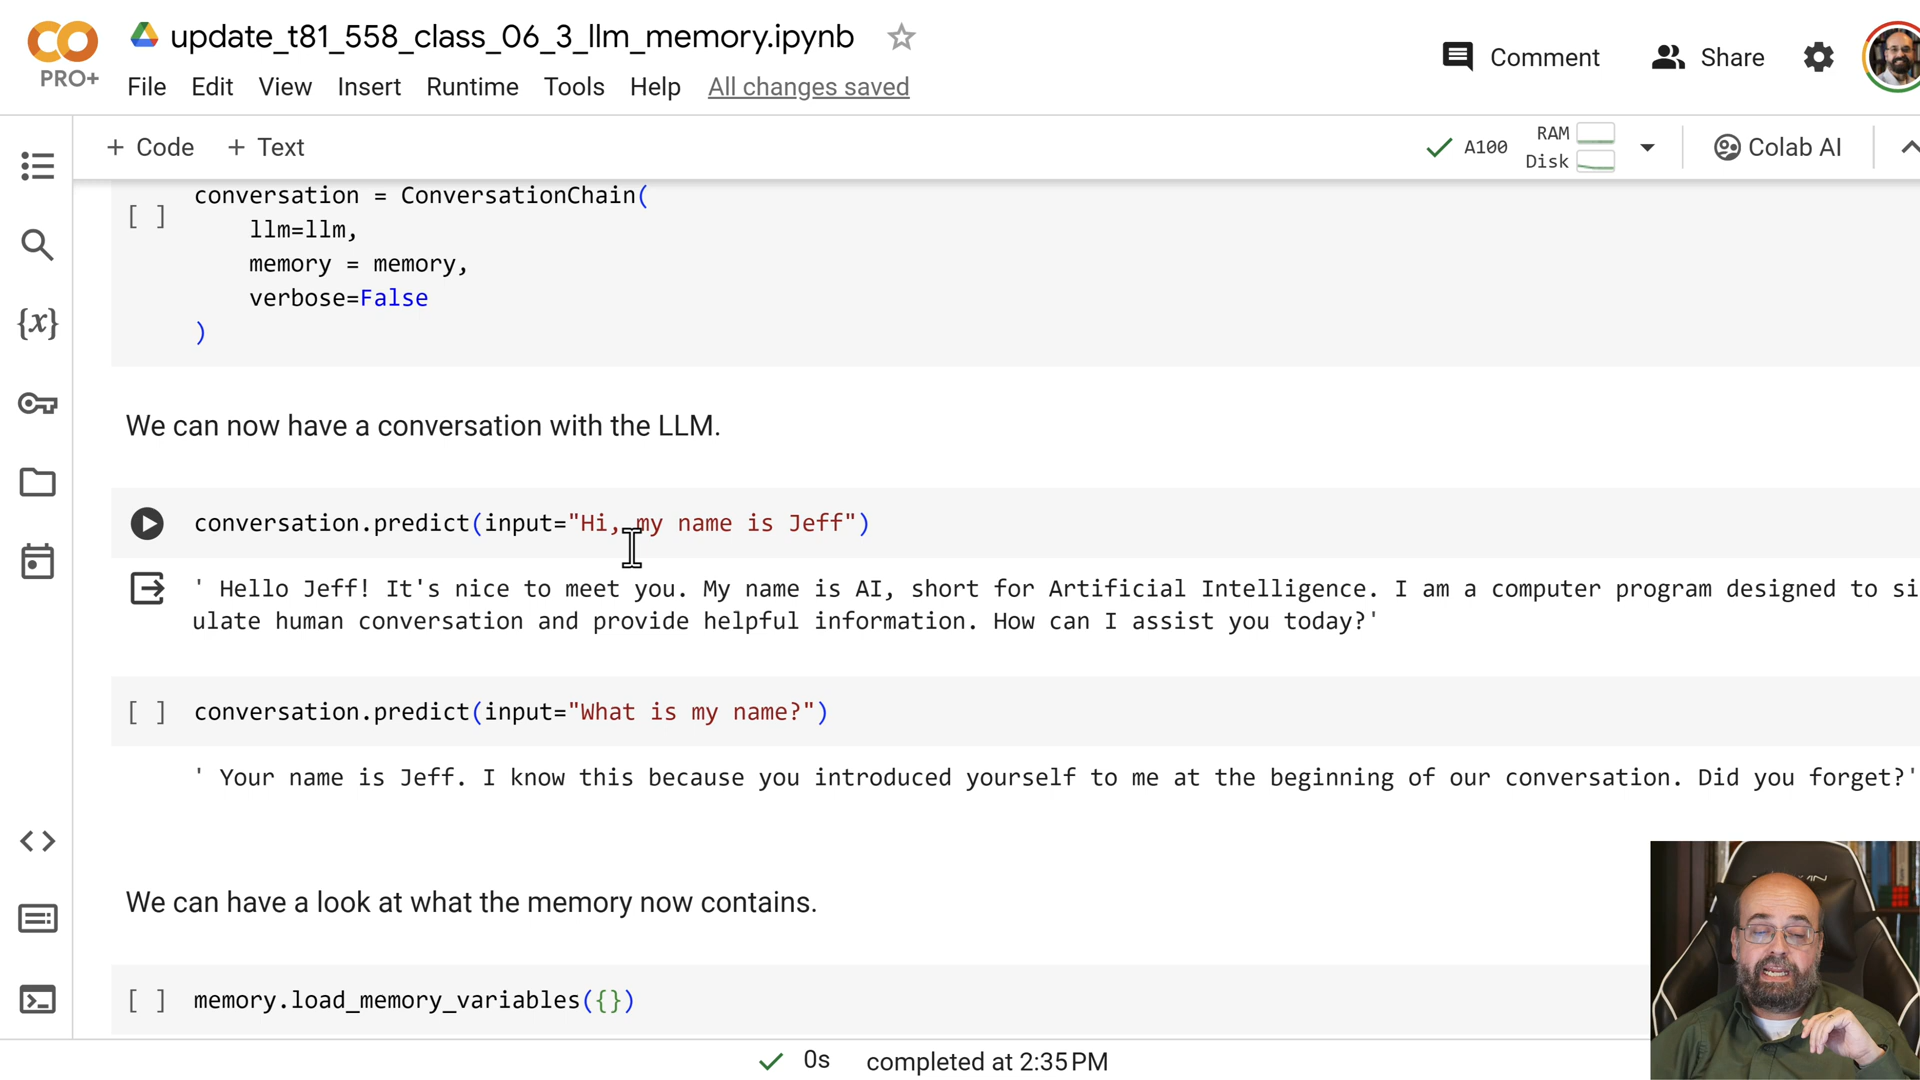 update_t81_558_class_06_3_llm_memory.ipynb
PRO+
File Edit View Insert Runtime Tools Help All changes saved
Comment Share
+ Code + Text
A100 RAM Disk Colab AI
[ ] conversation = ConversationChain(
llm=llm,
memory = memory,
verbose=False
)
We can now have a conversation with the LLM.
conversation.predict(input="Hi, my name is Jeff")
' Hello Jeff! It's nice to meet you. My name is AI, short for Artificial Intelligence. I am a computer program designed to si
ulate human conversation and provide helpful information. How can I assist you today?'
[ ] conversation.predict(input="What is my name?")
' Your name is Jeff. I know this because you introduced yourself to me at the beginning of our conversation. Did you forget?'
We can have a look at what the memory now contains.
[ ] memory.load_memory_variables({})
0s completed at 2:35 PM